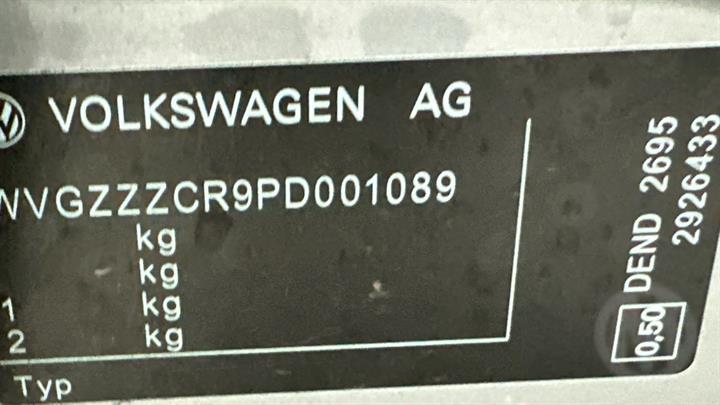 VOLKSWAGEN AG
WVGZZZCR9PD001089
kg
kg
1 kg
2 kg
Typ
0,50 DEND 2695
2926433